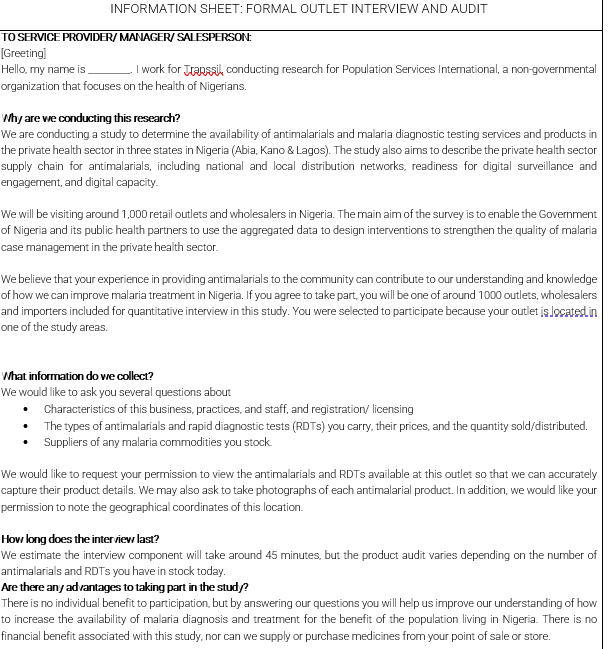 INFORMATION SHEET: FORMAL OUTLET INTERVIEW AND AUDIT
TO SERVICE PROVIDER/ MANAGER/ SALESPERSON:
[Greeting]
Hello, my name is ________. I work for Transsil, conducting research for Population Services International, a non-governmental
organization that focuses on the health of Nigerians.
Why are we conducting this research?
We are conducting a study to determine the availability of antimalarials and malaria diagnostic testing services and products in
the private health sector in three states in Nigeria (Abia, Kano & Lagos). The study also aims to describe the private health sector
supply chain for antimalarials, including national and local distribution networks, readiness for digital surveillance and
engagement, and digital capacity.
We will be visiting around 1,000 retail outlets and wholesalers in Nigeria. The main aim of the survey is to enable the Government
of Nigeria and its public health partners to use the aggregated data to design interventions to strengthen the quality of malaria
case management in the private health sector.
We believe that your experience in providing antimalarials to the community can contribute to our understanding and knowledge
of how we can improve malaria treatment in Nigeria. If you agree to take part, you will be one of around 1000 outlets, wholesalers
and importers included for quantitative interview in this study. You were selected to participate because your outlet is located in
one of the study areas.
What information do we collect?
We would like to ask you several questions about
• Characteristics of this business, practices, and staff, and registration/ licensing
• The types of antimalarials and rapid diagnostic tests (RDTs) you carry, their prices, and the quantity sold/distributed.
• Suppliers of any malaria commodities you stock.
We would like to request your permission to view the antimalarials and RDTs available at this outlet so that we can accurately
capture their product details. We may also ask to take photographs of each antimalarial product. In addition, we would like your
permission to note the geographical coordinates of this location.
How long does the interview last?
We estimate the interview component will take around 45 minutes, but the product audit varies depending on the number of
antimalarials and RDTs you have in stock today.
Are there any advantages to taking part in the study?
There is no individual benefit to participation, but by answering our questions you will help us improve our understanding of how
to increase the availability of malaria diagnosis and treatment for the benefit of the population living in Nigeria. There is no
financial benefit associated with this study, nor can we supply or purchase medicines from your point of sale or store.